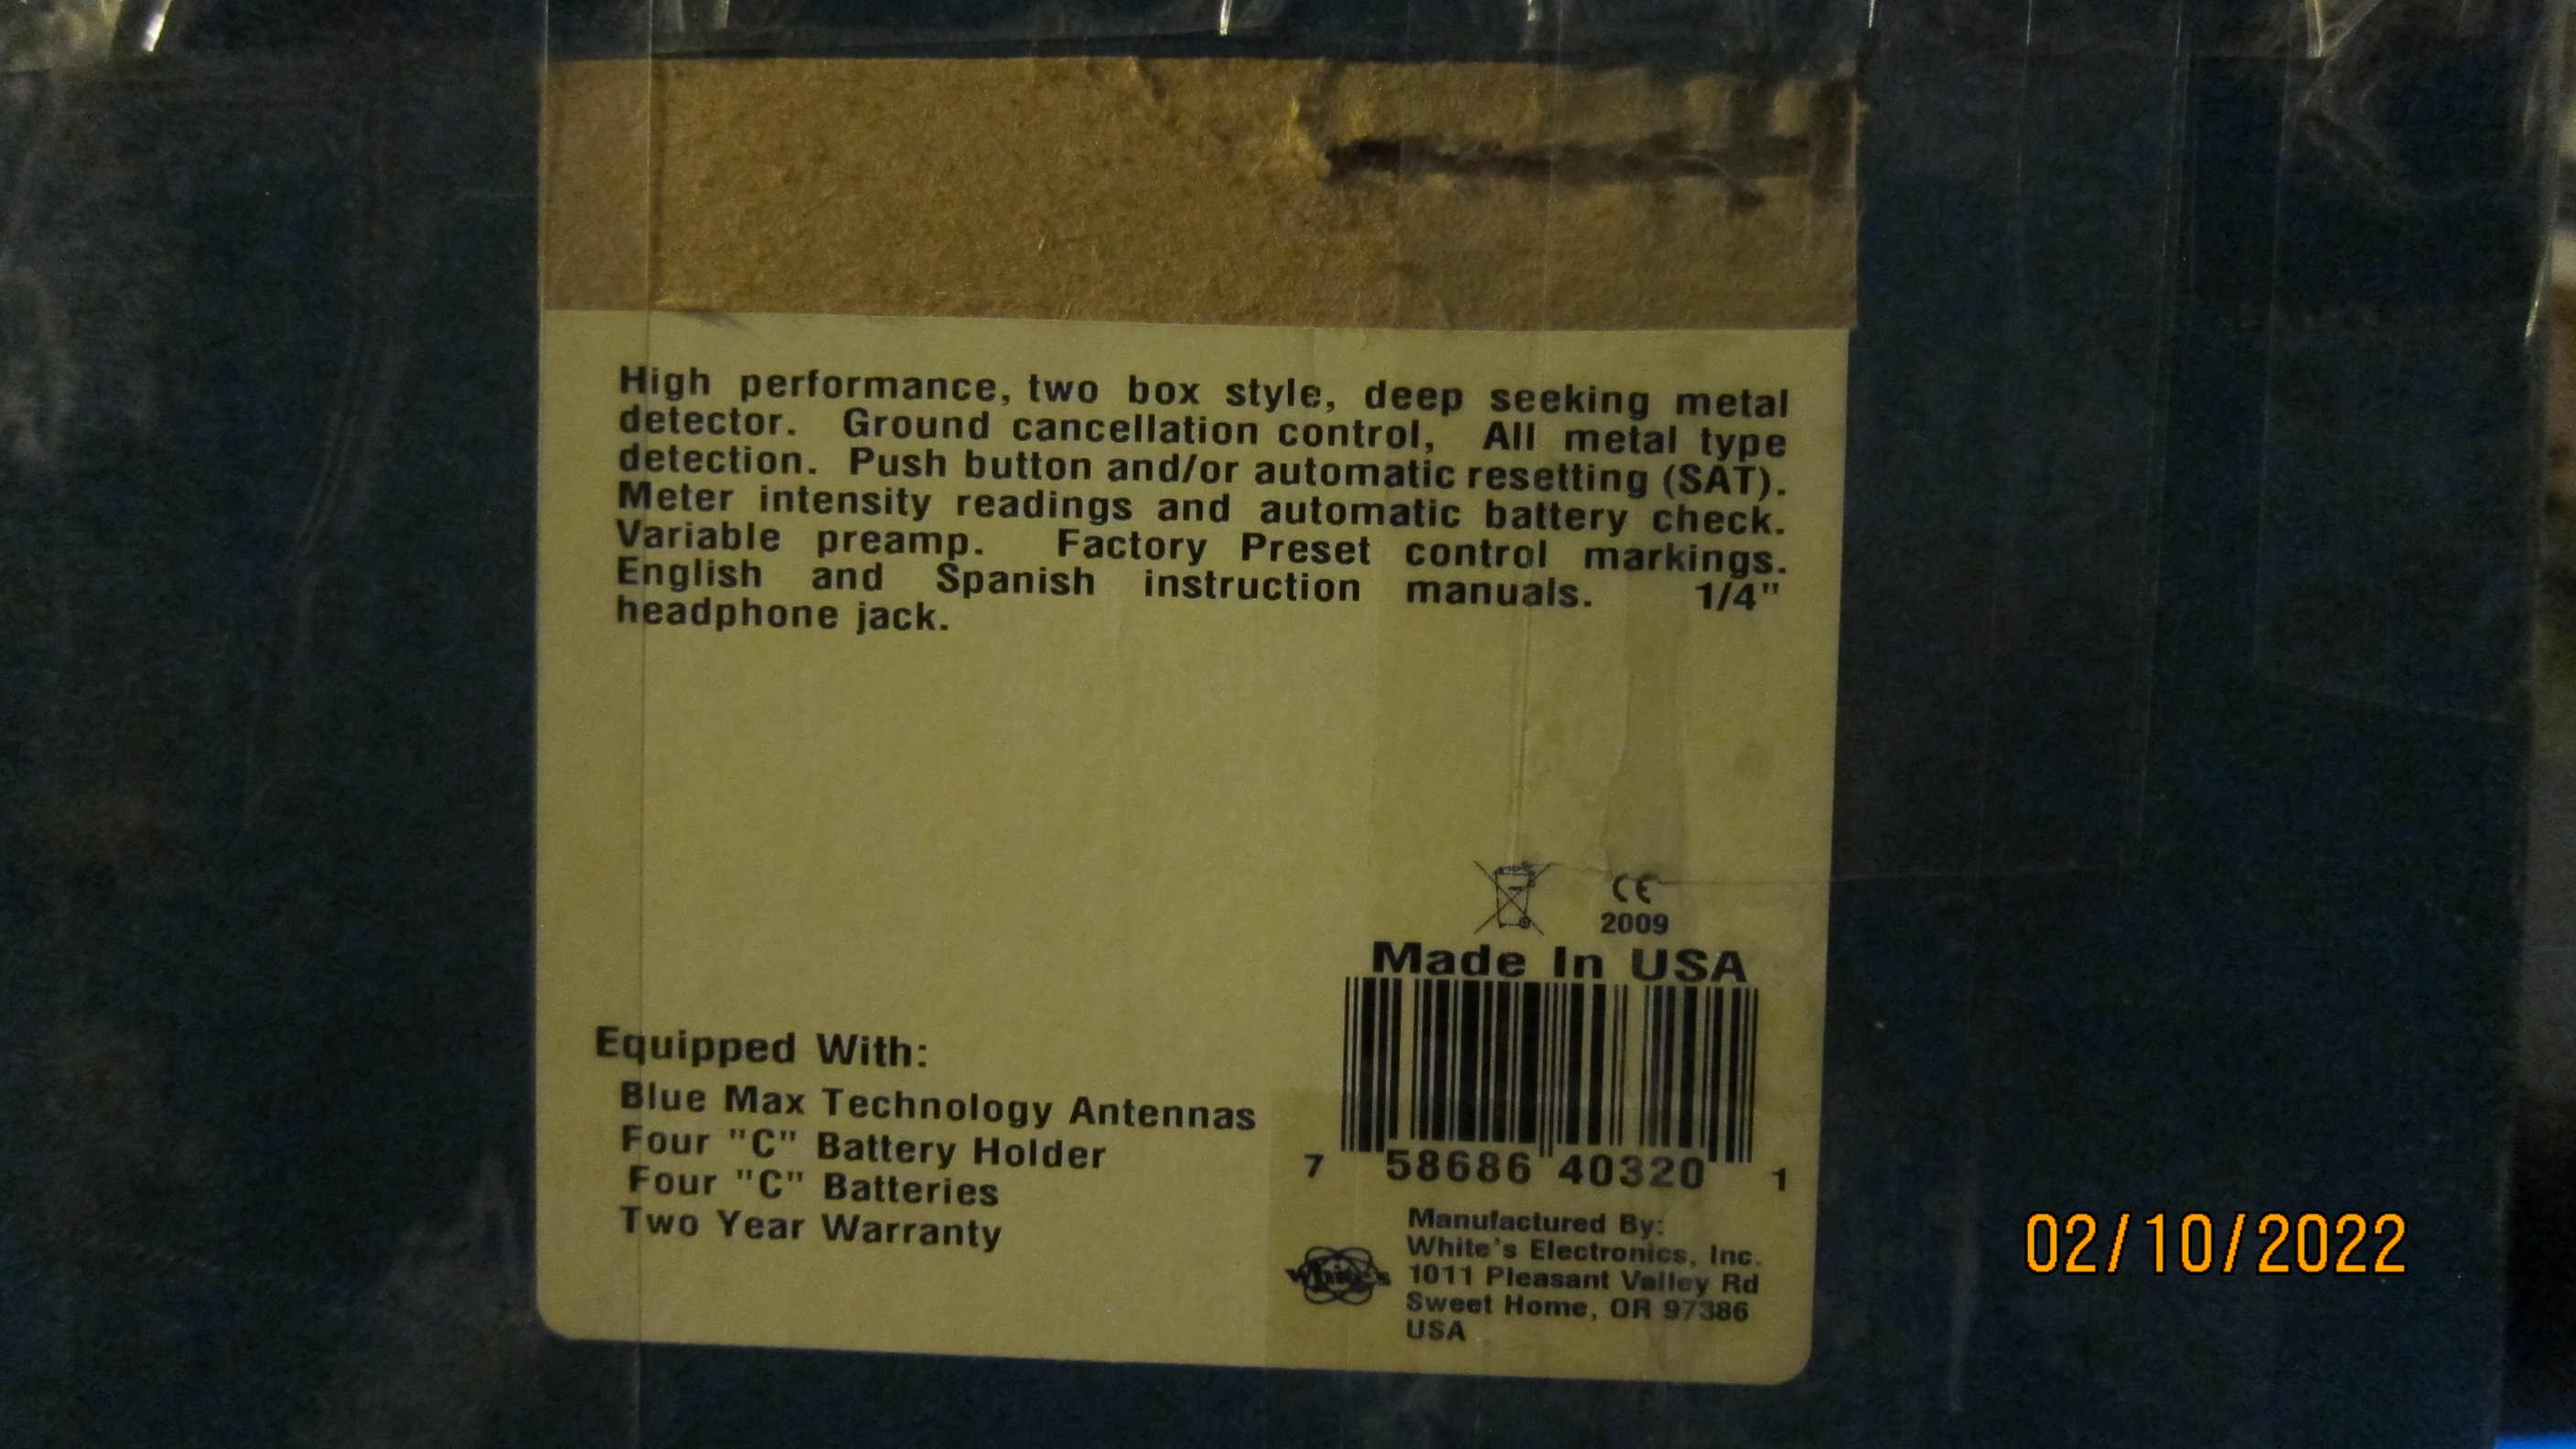 High performance, two box style, deep seeking metal
detector. Ground cancellation control, All metal type
detection. Push button and/or automatic resetting (SAT).
Meter intensity readings and automatic battery check.
Variable preamp. Factory Preset control markings.
English and Spanish instruction manuals. 1/4"
headphone jack.
CE
2009
Made In USA
Equipped With:
Blue Max Technology Antennas
Four "C" Battery Holder
Four "C" Batteries
Two Year Warranty
7 58686 40320 1
Manufactured By:
White's Electronics, Inc.
1011 Pleasant Valley Rd
Sweet Home, OR 97386
USA
White's
02/10/2022